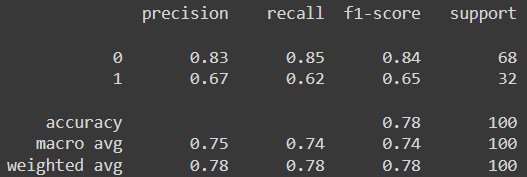 precision recall f1-score support
0 0.83 0.85 0.84 68
1 0.67 0.62 0.65 32
accuracy 0.78 100
macro avg 0.75 0.74 0.74 100
weighted avg 0.78 0.78 0.78 100